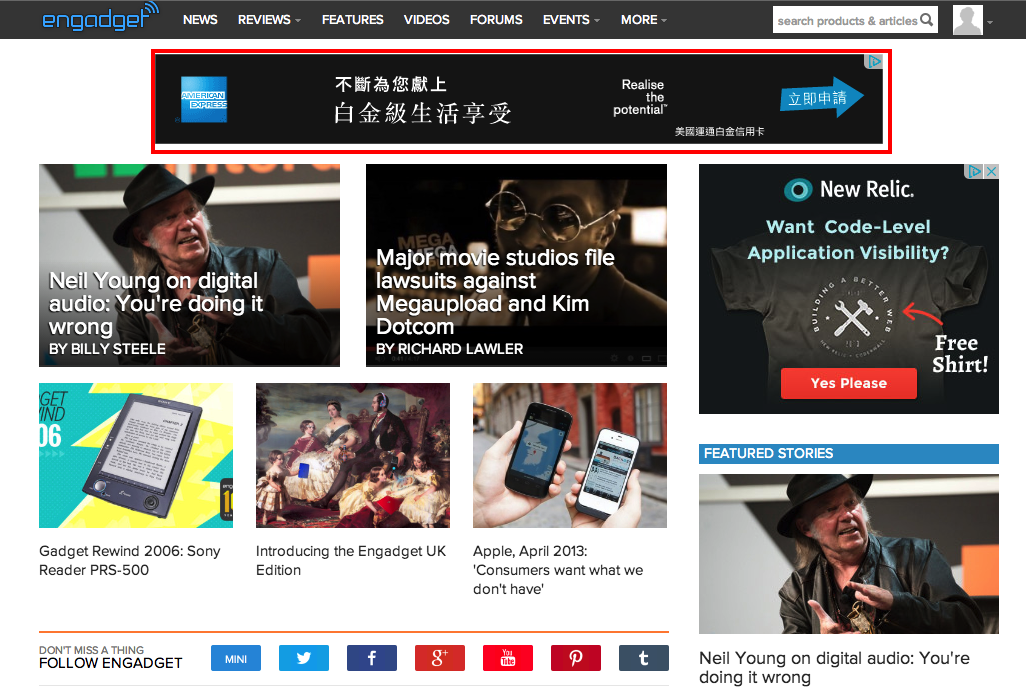 engadget
NEWS
REVIEWS
FEATURES
VIDEOS
FORUMS
EVENTS
MORE
search products & articles
AMERICAN
EXPRESS
不斷為您獻上
白金級生活享受
Realise
the
potential™
美國運通白金信用卡
立即申請
Neil Young on digital
audio: You're doing it
wrong
BY BILLY STEELE
Major movie studios file
lawsuits against
Megaupload and Kim
Dotcom
BY RICHARD LAWLER
New Relic.
Want Code-Level
Application Visibility?
BUILDING A BETTER WEB
Free
Shirt!
Yes Please
Gadget Rewind 2006: Sony
Reader PRS-500
Introducing the Engadget UK
Edition
Apple, April 2013:
'Consumers want what we
don't have'
FEATURED STORIES
Neil Young on digital audio: You're
doing it wrong
DON'T MISS A THING
FOLLOW ENGADGET
MINI
f
g+
You
Tube
t